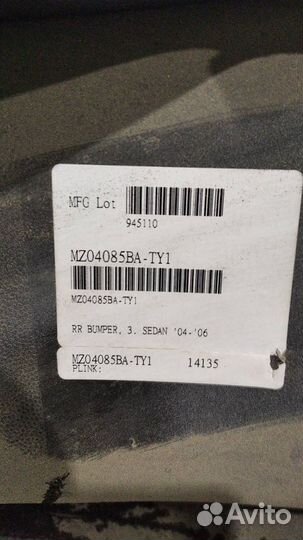 MFG Lot
945110
MZ04085BA-TY1
MZ04085BA-TY1
RR BUMPER, 3. SEDAN '04-'06
MZ04085BA-TY1 14135
PLINK:
Avito